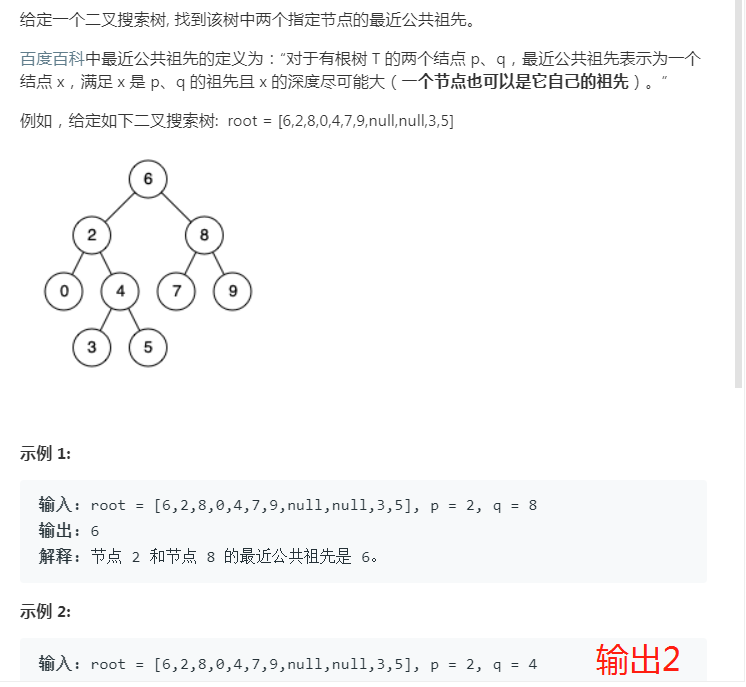 给定一个二叉搜索树, 找到该树中两个指定节点的最近公共祖先。
百度百科中最近公共祖先的定义为：“对于有根树 T 的两个结点 p、q，最近公共祖先表示为一个
结点 x，满足 x 是 p、q 的祖先且 x 的深度尽可能大（一个节点也可以是它自己的祖先）。”
例如，给定如下二叉搜索树:  root = [6,2,8,0,4,7,9,null,null,3,5]
6
2 8
0 4 7 9
3 5
示例 1:
输入: root = [6,2,8,0,4,7,9,null,null,3,5], p = 2, q = 8
输出: 6
解释: 节点 2 和节点 8 的最近公共祖先是 6。
示例 2:
输入: root = [6,2,8,0,4,7,9,null,null,3,5], p = 2, q = 4
输出2